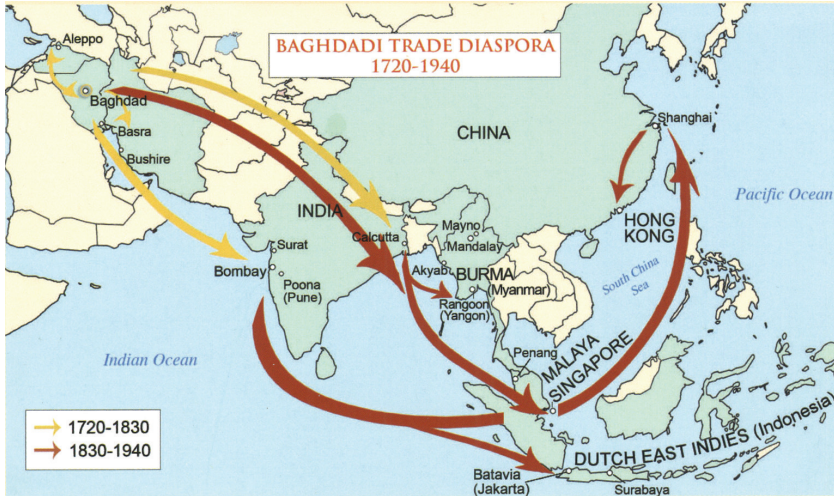 BAGHDADI TRADE DIASPORA
1720-1940
Aleppo
Baghdad
Basra
Bushire
CHINA
Shanghai
Pacific Ocean
HONG
KONG
INDIA
Surat
Bombay
Poona
(Pune)
Calcutta
Mayno
Mandalay
Akyab
BURMA
(Myanmar)
Rangoon
(Yangon)
South China
Sea
Indian Ocean
Penang
MALAYA
SINGAPORE
DUTCH EAST INDIES (Indonesia)
Batavia
(Jakarta)
Surabaya
1720-1830
1830-1940